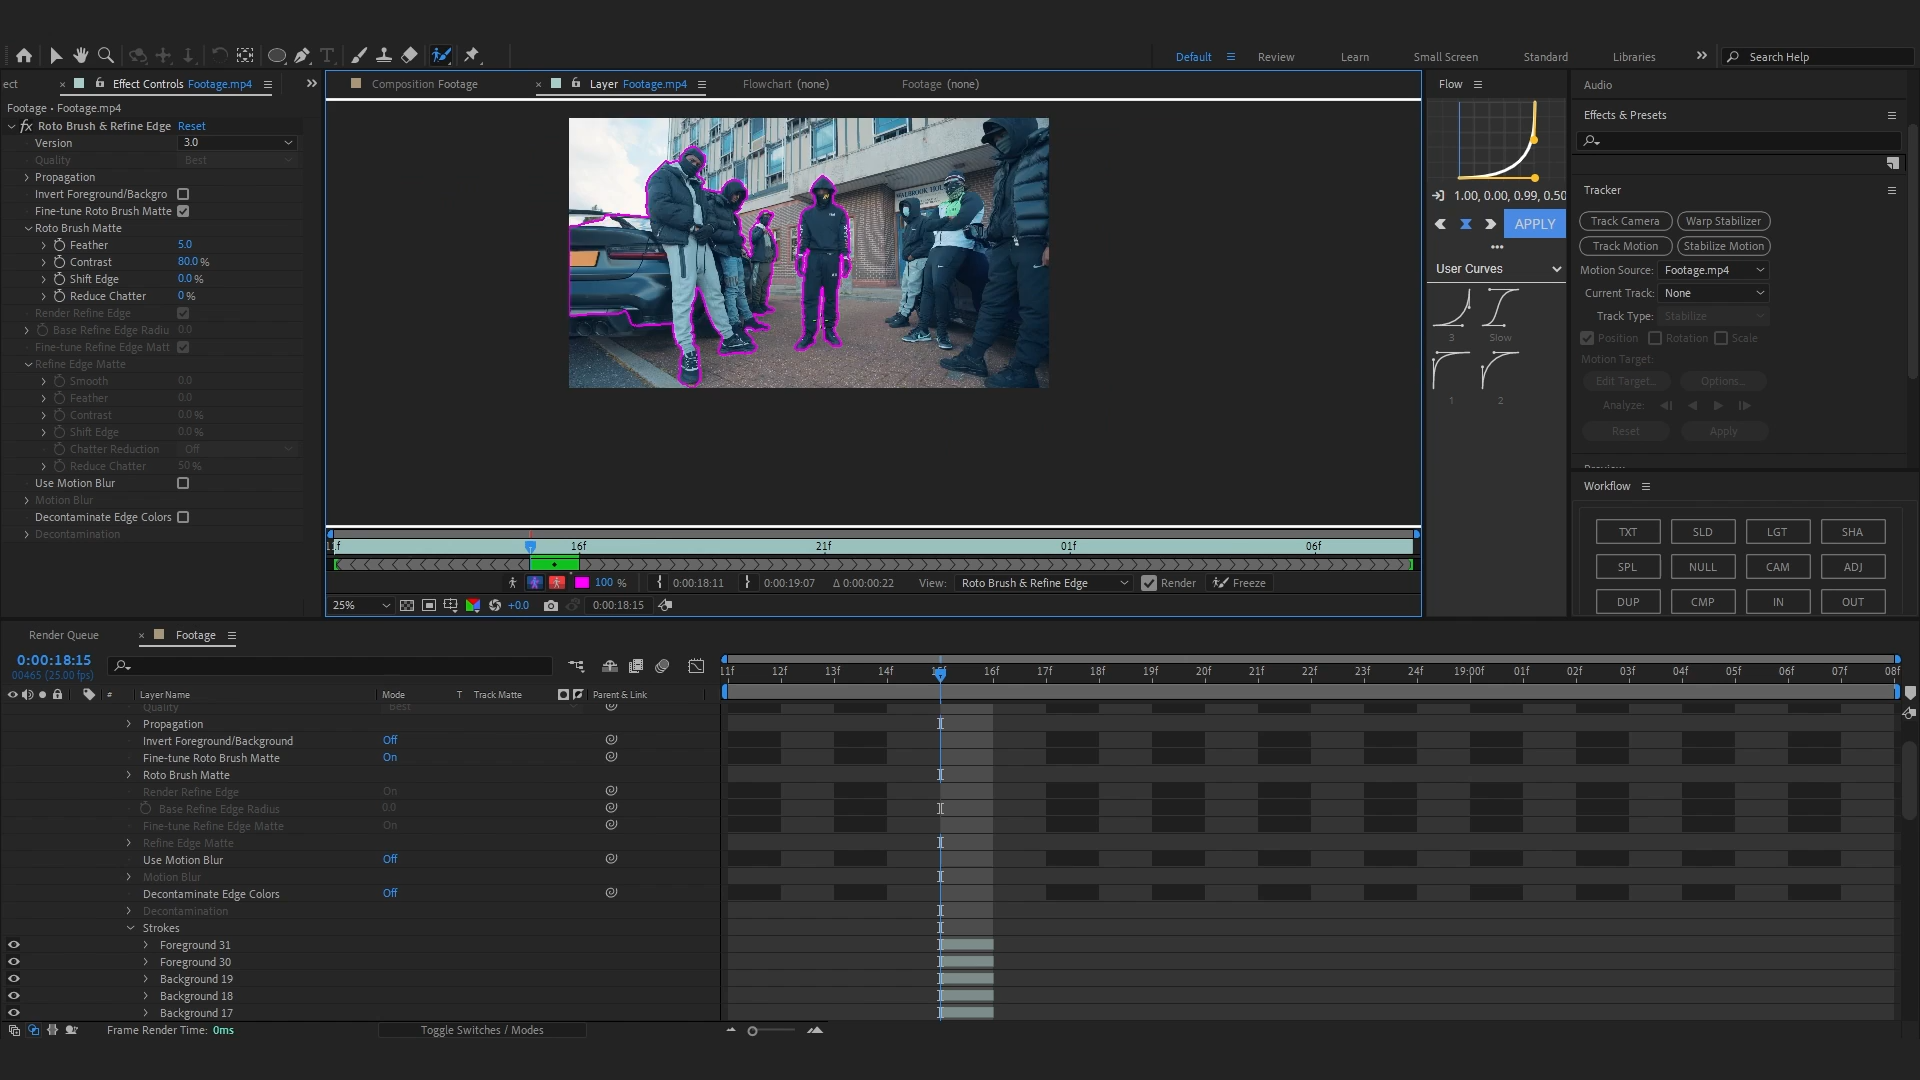 Default
Review
Learn
Small Screen
Standard
Libraries
Search Help
ect
Effect Controls Footage.mp4
Composition Footage
Layer Footage.mp4
Flowchart (none)
Footage (none)
Flow
Audio
Footage • Footage.mp4
Roto Brush & Refine Edge Reset
Version 3.0
Quality Best
Propagation
Invert Foreground/Backgro
Fine-tune Roto Brush Matte
Roto Brush Matte
Feather 5.0
Contrast 80.0 %
Shift Edge 0.0 %
Reduce Chatter 0 %
Render Refine Edge
Base Refine Edge Radiu 0.0
Fine-tune Refine Edge Matt
Refine Edge Matte
Smooth 0.0
Feather 0.0
Contrast 0.0 %
Shift Edge 0.0 %
Chatter Reduction Off
Reduce Chatter 50 %
Use Motion Blur
Motion Blur
Decontaminate Edge Colors
Decontamination
11f 16f 21f 01f 06f
100 % 0:00:18:11 0:00:19:07 Δ 0:00:00:22 View: Roto Brush & Refine Edge Render Freeze
25% +0.0 0:00:18:15
1.00, 0.00, 0.99, 0.50
APPLY
User Curves
3 Slow
1 2
Effects & Presets
Tracker
Track Camera Warp Stabilizer
Track Motion Stabilize Motion
Motion Source: Footage.mp4
Current Track: None
Track Type: Stabilize
Position Rotation Scale
Motion Target:
Edit Target... Options...
Analyze:
Reset Apply
Workflow
TXT SLD LGT SHA
SPL NULL CAM ADJ
DUP CMP IN OUT
Render Queue
Footage
0:00:18:15
00465 (25.00 fps)
11f 12f 13f 14f 15f 16f 17f 18f 19f 20f 21f 22f 23f 24f 19:00f 01f 02f 03f 04f 05f 06f 07f 08f
# Layer Name Mode T Track Matte Parent & Link
Quality Best
Propagation
Invert Foreground/Background Off
Fine-tune Roto Brush Matte On
Roto Brush Matte
Render Refine Edge On
Base Refine Edge Radius 0.0
Fine-tune Refine Edge Matte On
Refine Edge Matte
Use Motion Blur Off
Motion Blur
Decontaminate Edge Colors Off
Decontamination
Strokes
Foreground 31
Foreground 30
Background 19
Background 18
Background 17
Frame Render Time: 0ms
Toggle Switches / Modes